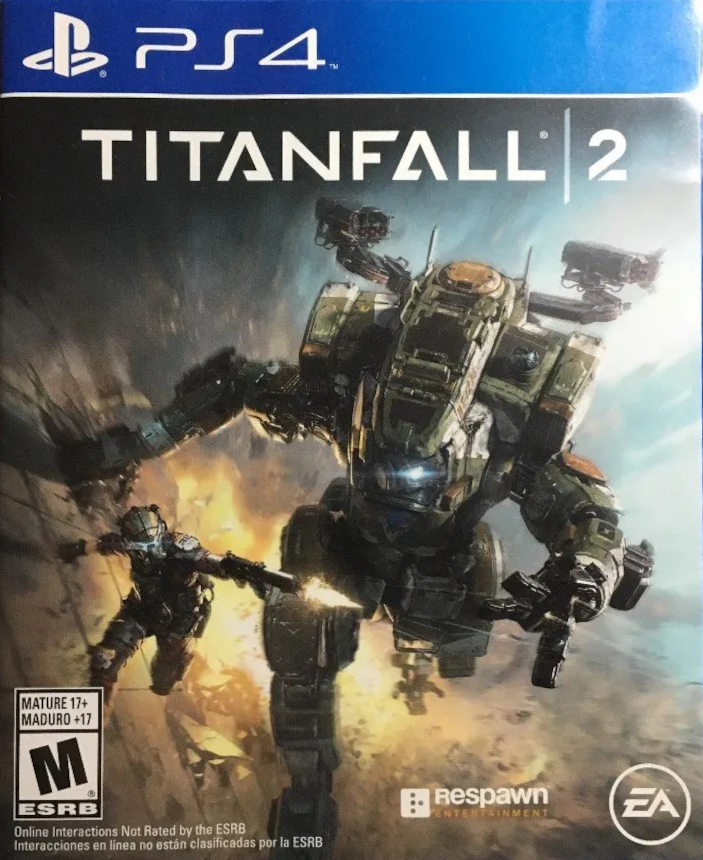 PS4™
TITANFALL® | 2
MATURE 17+
MADURO +17
M®
ESRB
Respawn®
ENTERTAINMENT
EA
Online Interactions Not Rated by the ESRB
Interacciones en línea no están clasificadas por la ESRB